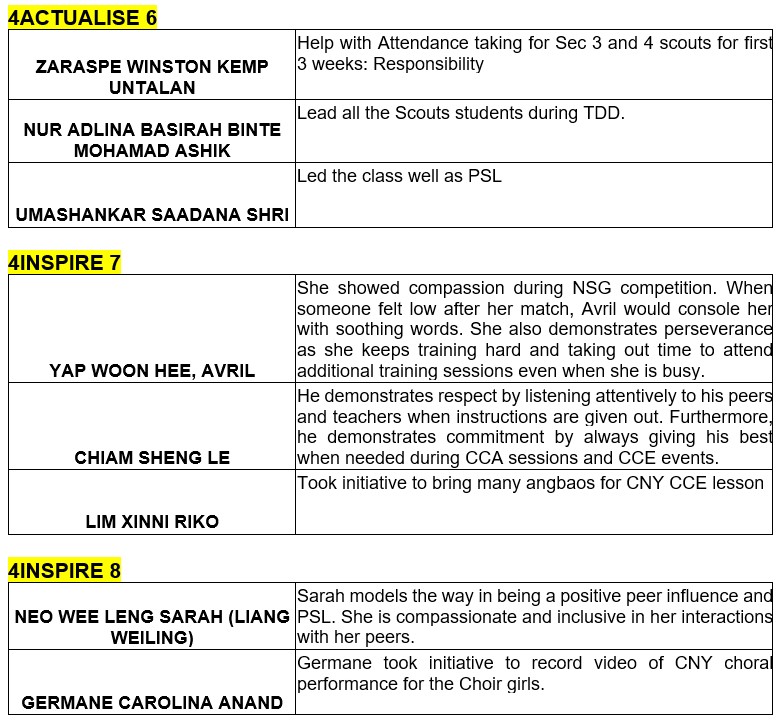 4ACTUALISE 6
ZARASPE WINSTON KEMP
UNTALAN
Help with Attendance taking for Sec 3 and 4 scouts for first
3 weeks: Responsibility
NUR ADLINA BASIRAH BINTE
MOHAMAD ASHIK
Lead all the Scouts students during TDD.
UMASHANKAR SAADANA SHRI
Led the class well as PSL
4INSPIRE 7
YAP WOON HEE, AVRIL
She showed compassion during NSG competition. When
someone felt low after her match, Avril would console her
with soothing words. She also demonstrates perseverance
as she keeps training hard and taking out time to attend
additional training sessions even when she is busy.
CHIAM SHENG LE
He demonstrates respect by listening attentively to his peers
and teachers when instructions are given out. Furthermore,
he demonstrates commitment by always giving his best
when needed during CCA sessions and CCE events.
LIM XINNI RIKO
Took initiative to bring many angbaos for CNY CCE lesson
4INSPIRE 8
NEO WEE LENG SARAH (LIANG
WEILING)
Sarah models the way in being a positive peer influence and
PSL. She is compassionate and inclusive in her interactions
with her peers.
GERMANE CAROLINA ANAND
Germane took initiative to record video of CNY choral
performance for the Choir girls.